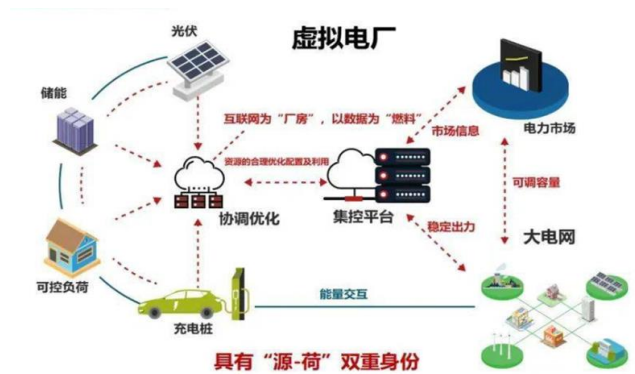 虚拟电厂
光伏
储能
互联网为“厂房”，以数据为“燃料”
市场信息
电力市场
资源的合理优化配置及利用
可调容量
协调优化
集控平台
稳定出力
大电网
可控负荷
能量交互
充电桩
具有“源-荷”双重身份